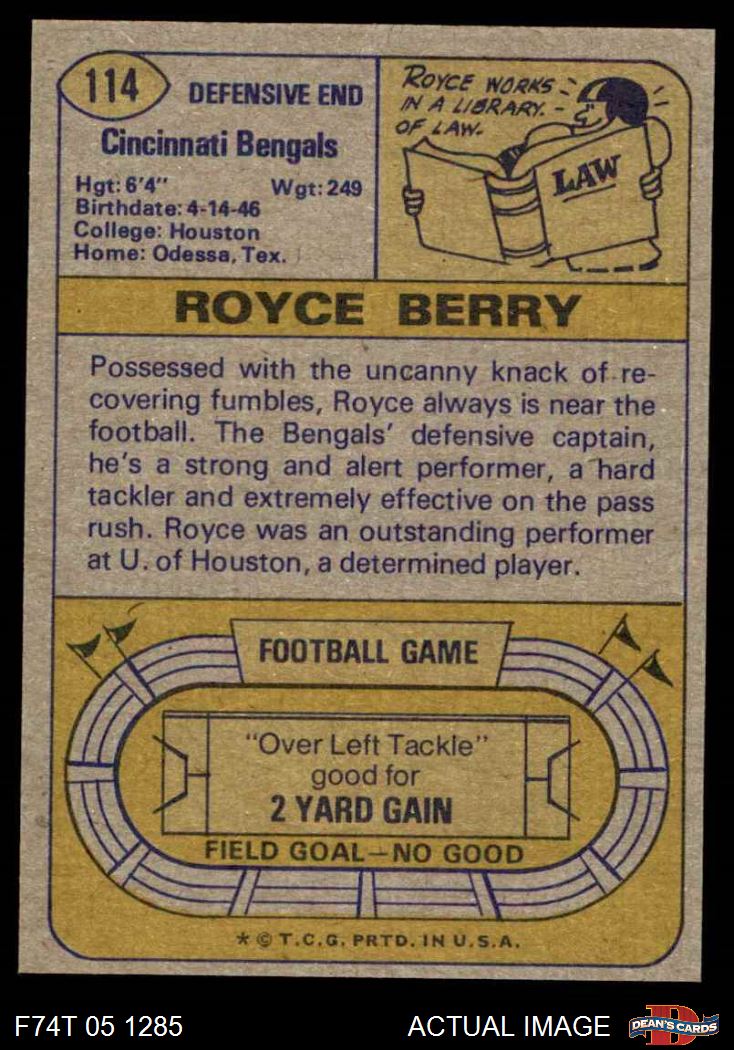 114
DEFENSIVE END
Cincinnati Bengals
Hgt: 6'4" Wgt: 249
Birthdate: 4-14-46
College: Houston
Home: Odessa, Tex.
ROYCE WORKS
IN A LIBRARY.
OF LAW.
LAW
ROYCE BERRY
Possessed with the uncanny knack of re-
covering fumbles, Royce always is near the
football. The Bengals' defensive captain,
he's a strong and alert performer, a hard
tackler and extremely effective on the pass
rush. Royce was an outstanding performer
at U. of Houston, a determined player.
FOOTBALL GAME
"Over Left Tackle"
good for
2 YARD GAIN
FIELD GOAL—NO GOOD
* © T.C.G. PRTD. IN U.S.A.
F74T 05 1285
ACTUAL IMAGE
D
DEAN'S CARDS